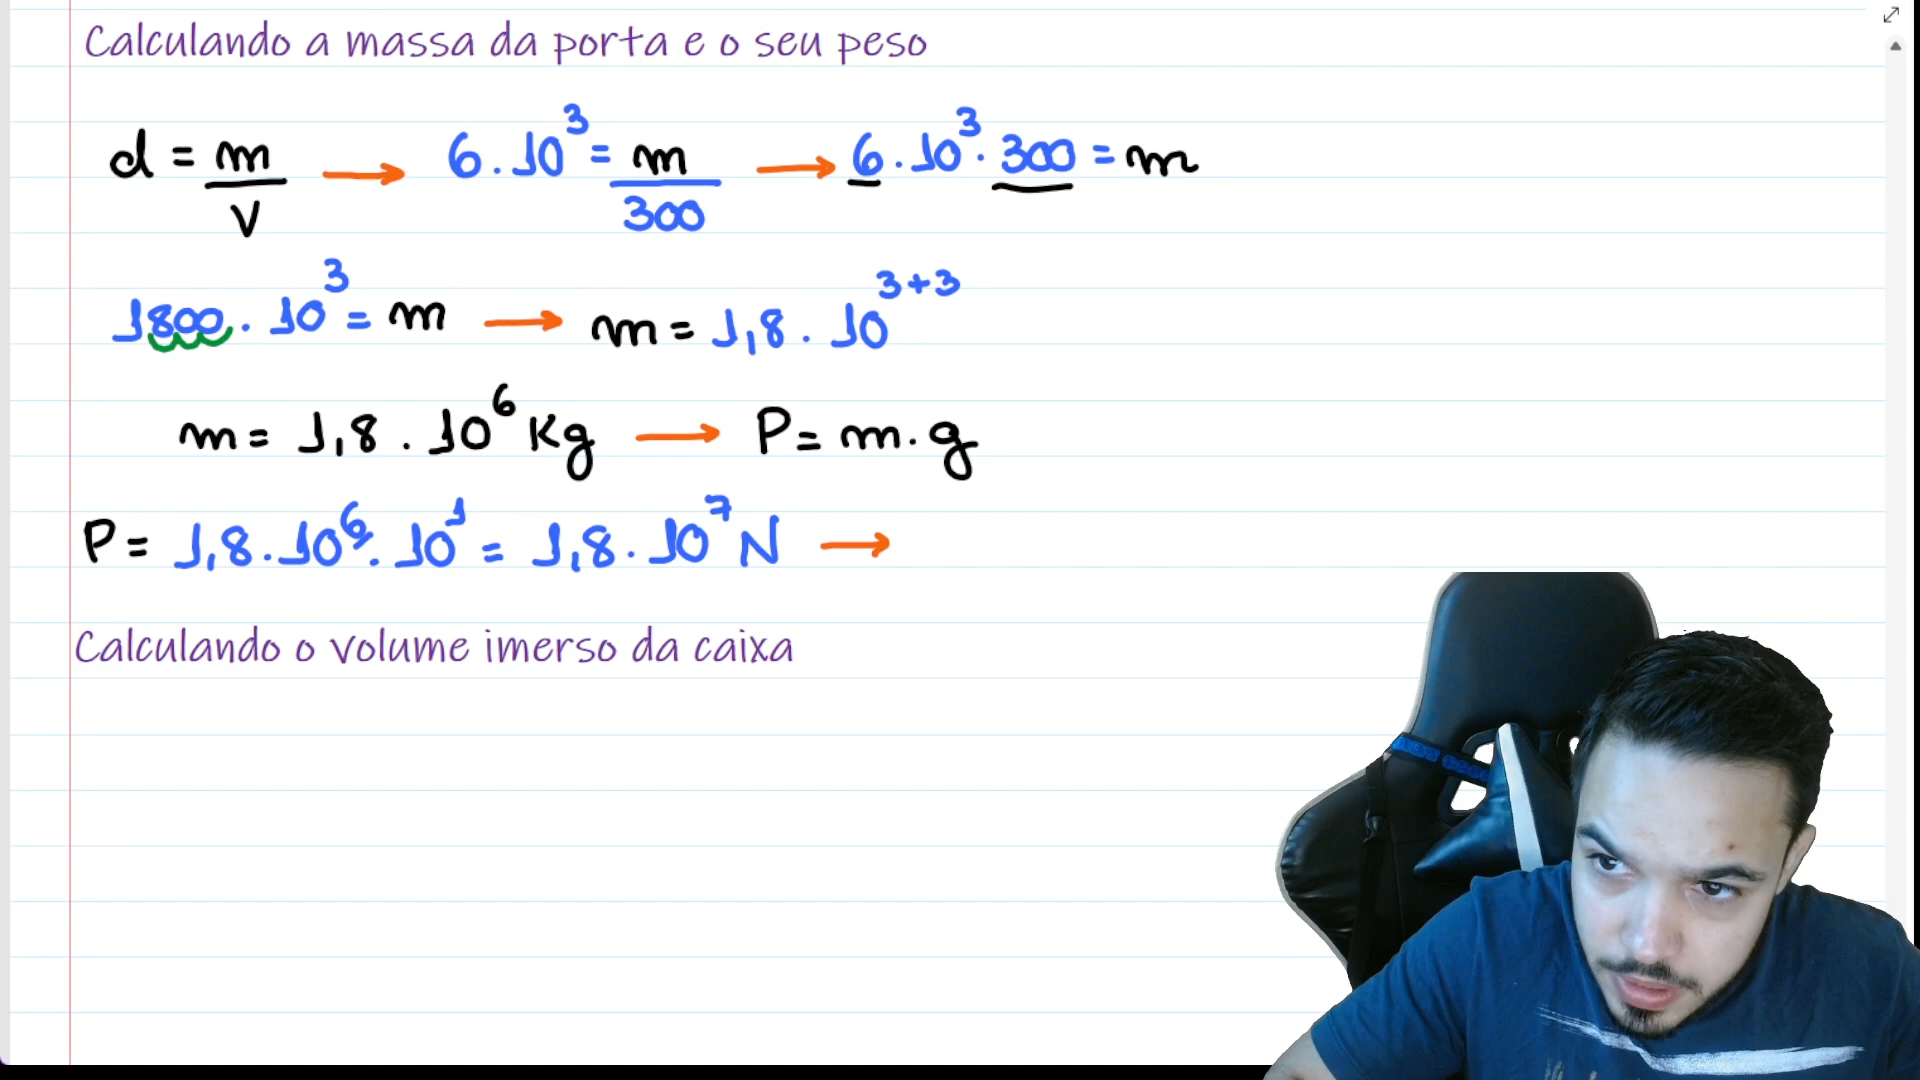 Calculando a massa da porta e o seu peso
d = m/V → 6.10³ = m/300 → 6.10³.300 = m
1800.10³ = m → m = 1,8.10³⁺³
m = 1,8.10⁶ Kg → P = m.g
P = 1,8.10⁶.10¹ = 1,8.10⁷ N →
Calculando o volume imerso da caixa